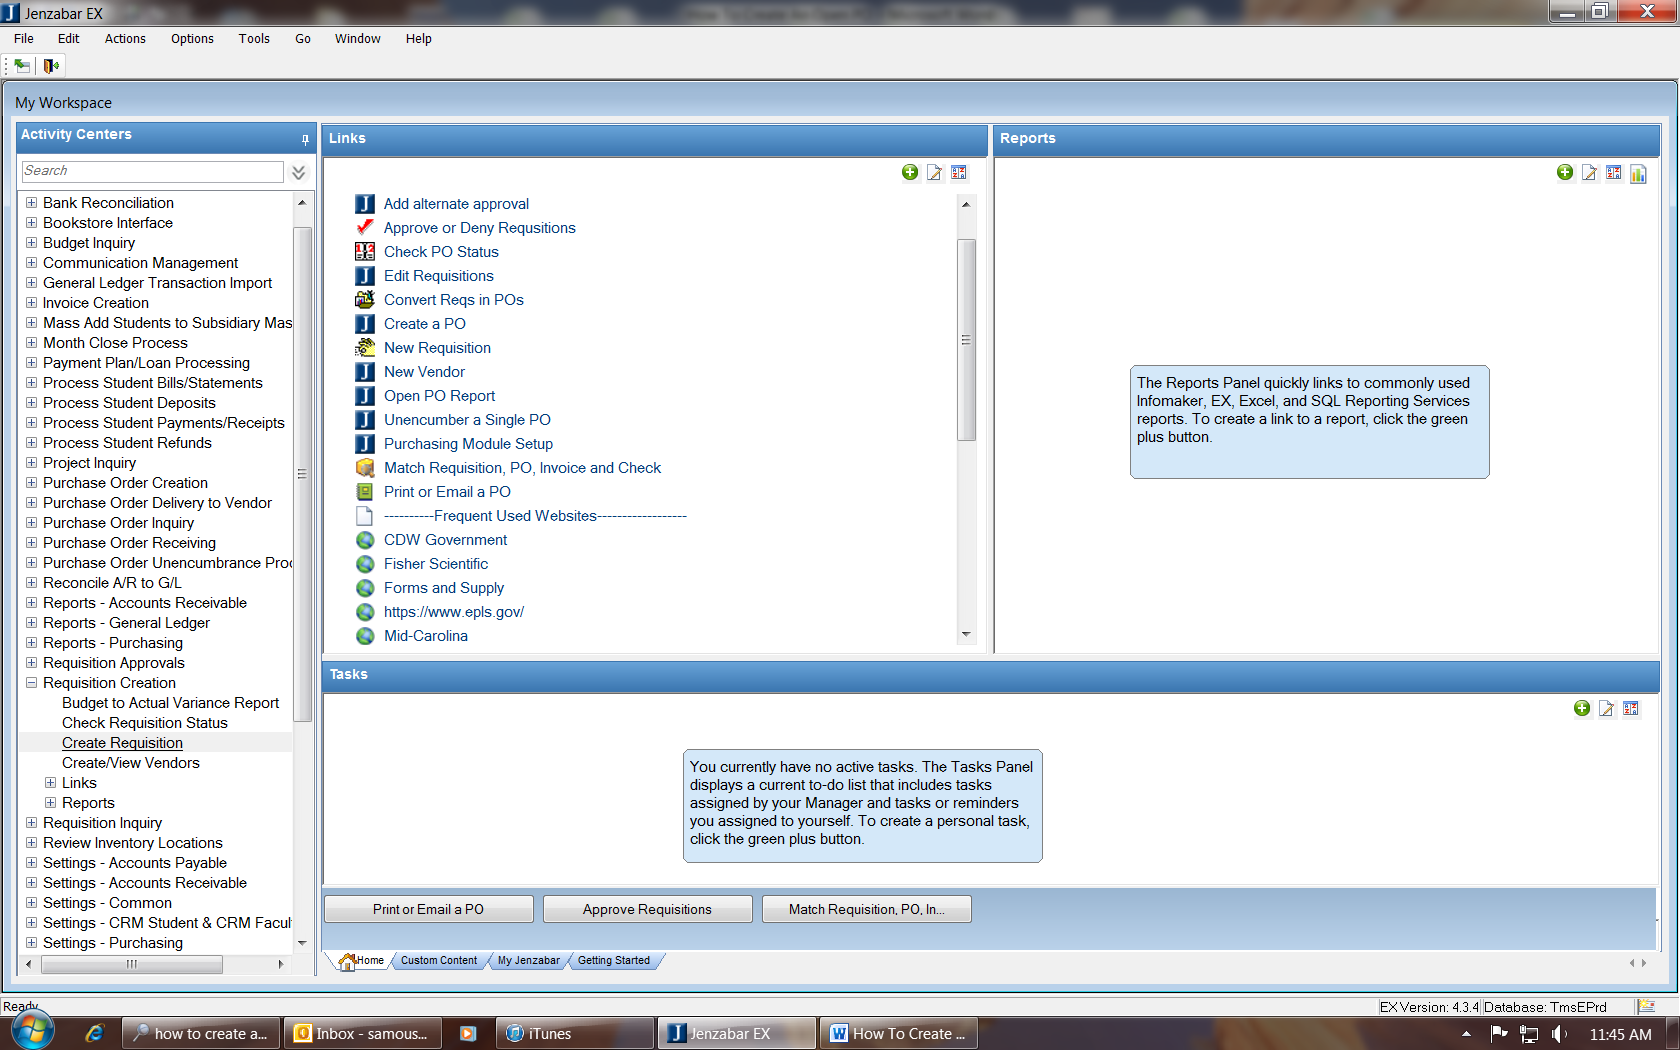 Jenzabar EX
File Edit Actions Options Tools Go Window Help
My Workspace
Activity Centers
Search
Bank Reconciliation
Bookstore Interface
Budget Inquiry
Communication Management
General Ledger Transaction Import
Invoice Creation
Mass Add Students to Subsidiary Mas
Month Close Process
Payment Plan/Loan Processing
Process Student Bills/Statements
Process Student Deposits
Process Student Payments/Receipts
Process Student Refunds
Project Inquiry
Purchase Order Creation
Purchase Order Delivery to Vendor
Purchase Order Inquiry
Purchase Order Receiving
Purchase Order Unencumbrance Proc
Reconcile A/R to G/L
Reports - Accounts Receivable
Reports - General Ledger
Reports - Purchasing
Requisition Approvals
Requisition Creation
Budget to Actual Variance Report
Check Requisition Status
Create Requisition
Create/View Vendors
Links
Reports
Requisition Inquiry
Review Inventory Locations
Settings - Accounts Payable
Settings - Accounts Receivable
Settings - Common
Settings - CRM Student & CRM Facul
Settings - Purchasing
Links
Add alternate approval
Approve or Deny Requsitions
Check PO Status
Edit Requisitions
Convert Reqs in POs
Create a PO
New Requisition
New Vendor
Open PO Report
Unencumber a Single PO
Purchasing Module Setup
Match Requisition, PO, Invoice and Check
Print or Email a PO
----------Frequent Used Websites------------------
CDW Government
Fisher Scientific
Forms and Supply
https://www.epls.gov/
Mid-Carolina
Reports
The Reports Panel quickly links to commonly used
Infomaker, EX, Excel, and SQL Reporting Services
reports. To create a link to a report, click the green
plus button.
Tasks
You currently have no active tasks. The Tasks Panel
displays a current to-do list that includes tasks
assigned by your Manager and tasks or reminders
you assigned to yourself. To create a personal task,
click the green plus button.
Print or Email a PO Approve Requisitions Match Requisition, PO, In...
Home Custom Content My Jenzabar Getting Started
Ready EX Version: 4.3.4 Database: TmsEPrd
how to create a... Inbox - samous... iTunes Jenzabar EX How To Create ... 11:45 AM